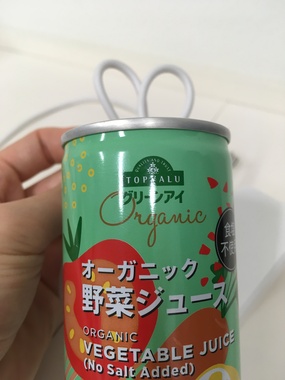 TOPVALU
グリーンアイ
Organic
オーガニック
野菜ジュース
ORGANIC
VEGETABLE JUICE
(No Salt Added)